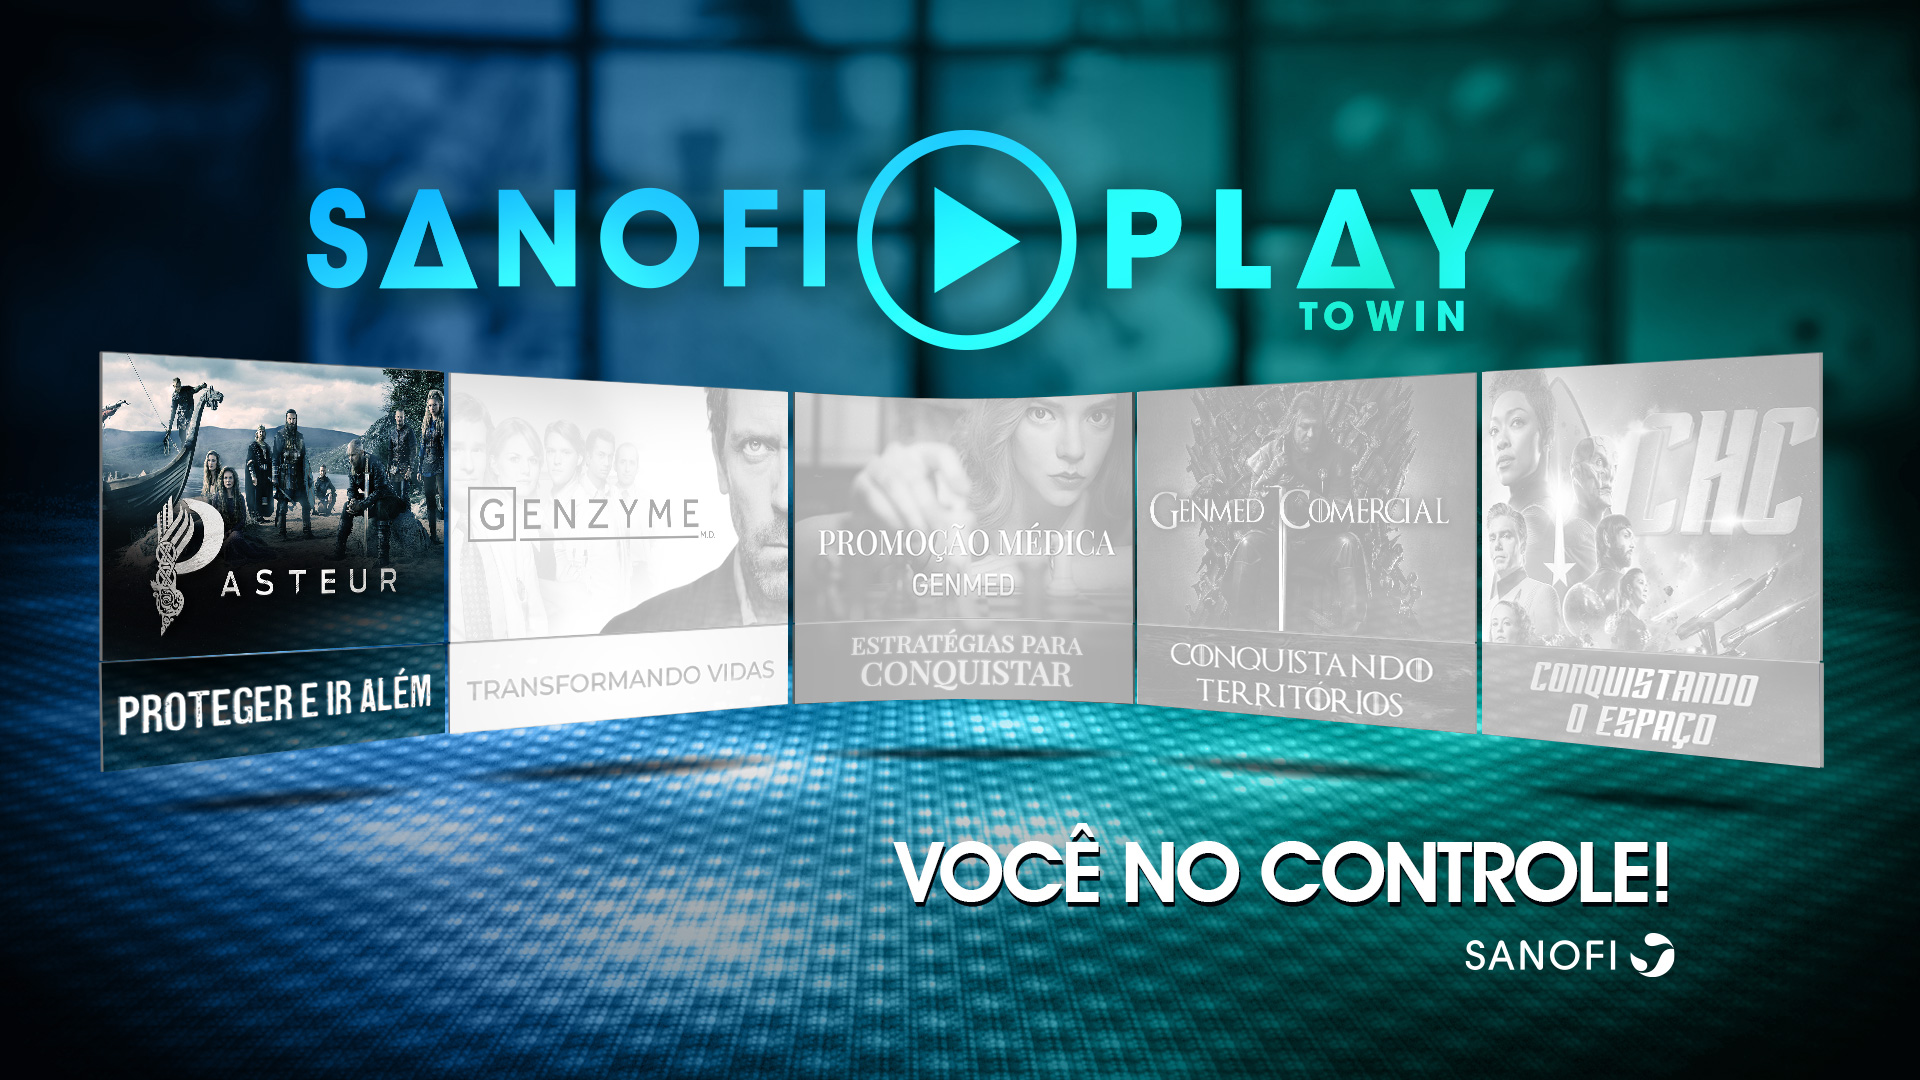 SANOFI PLAY
TO WIN
PASTEUR
PROTEGER E IR ALÉM
GENZYME
M.D.
TRANSFORMANDO VIDAS
PROMOÇÃO MÉDICA
GENMED
ESTRATÉGIAS PARA
CONQUISTAR
GENMED COMERCIAL
CONQUISTANDO
TERRITÓRIOS
CHC
CONQUISTANDO
O ESPAÇO
VOCÊ NO CONTROLE!
SANOFI